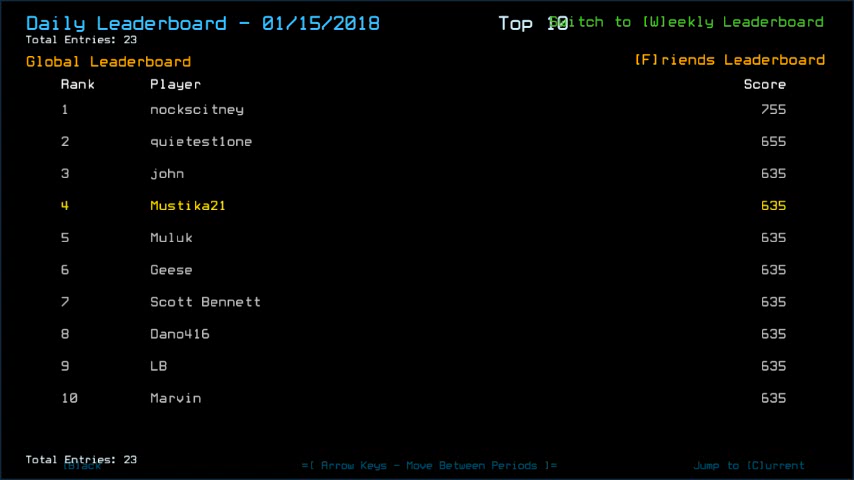 Daily Leaderboard - 01/15/2018 Top 10 Switch to [W]eekly Leaderboard
Total Entries: 23
Global Leaderboard [F]riends Leaderboard
Rank Player Score
1 nockscitney 755
2 quietest1one 655
3 john 635
4 Mustika21 635
5 Muluk 635
6 Geese 635
7 Scott Bennett 635
8 Dano416 635
9 LB 635
10 Marvin 635
Total Entries: 23
[B]ack =[ Arrow Keys - Move Between Periods ]= Jump to [C]urrent